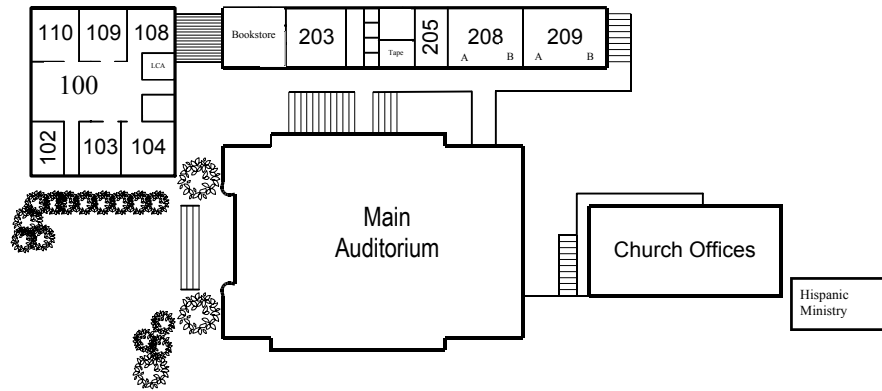 110 109 108
Bookstore 203 205 208 209
LCA
Tape
A B A B
100
102 103 104
Main
Auditorium
Church Offices
Hispanic
Ministry